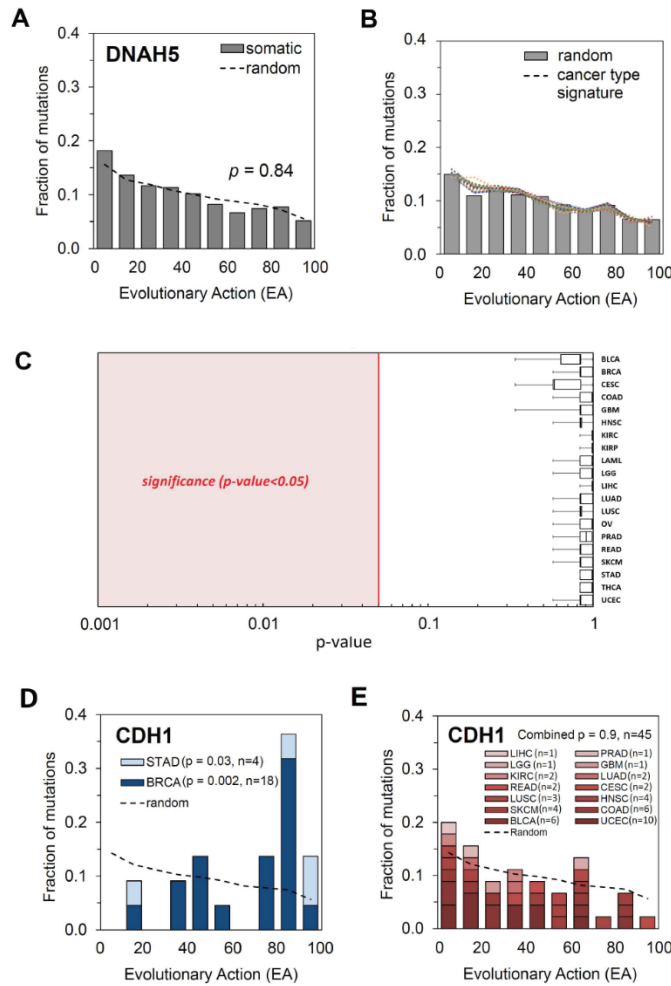 A
DNAH5
somatic
random
p = 0.84
Fraction of mutations
0.4
0.3
0.2
0.1
0.0
0 20 40 60 80 100
Evolutionary Action (EA)
B
random
cancer type
signature
Fraction of mutations
0.4
0.3
0.2
0.1
0.0
0 20 40 60 80 100
Evolutionary Action (EA)
C
significance (p-value<0.05)
BLCA
BRCA
CESC
COAD
GBM
HNSC
KIRC
KIRP
LAML
LGG
LIHC
LUAD
LUSC
OV
PRAD
READ
SKCM
STAD
THCA
UCEC
0.001 0.01 0.1 1
p-value
D
CDH1
STAD (p = 0.03, n=4)
BRCA (p = 0.002, n=18)
random
Fraction of mutations
0.4
0.3
0.2
0.1
0.0
0 20 40 60 80 100
Evolutionary Action (EA)
E
CDH1 Combined p = 0.9, n=45
LIHC (n=1) PRAD (n=1)
LGG (n=1) GBM (n=1)
KIRC (n=2) LUAD (n=2)
READ (n=2) CESC (n=2)
LUSC (n=3) HNSC (n=4)
SKCM (n=4) COAD (n=6)
BLCA (n=6) UCEC (n=10)
Random
Fraction of mutations
0.4
0.3
0.2
0.1
0.0
0 20 40 60 80 100
Evolutionary Action (EA)